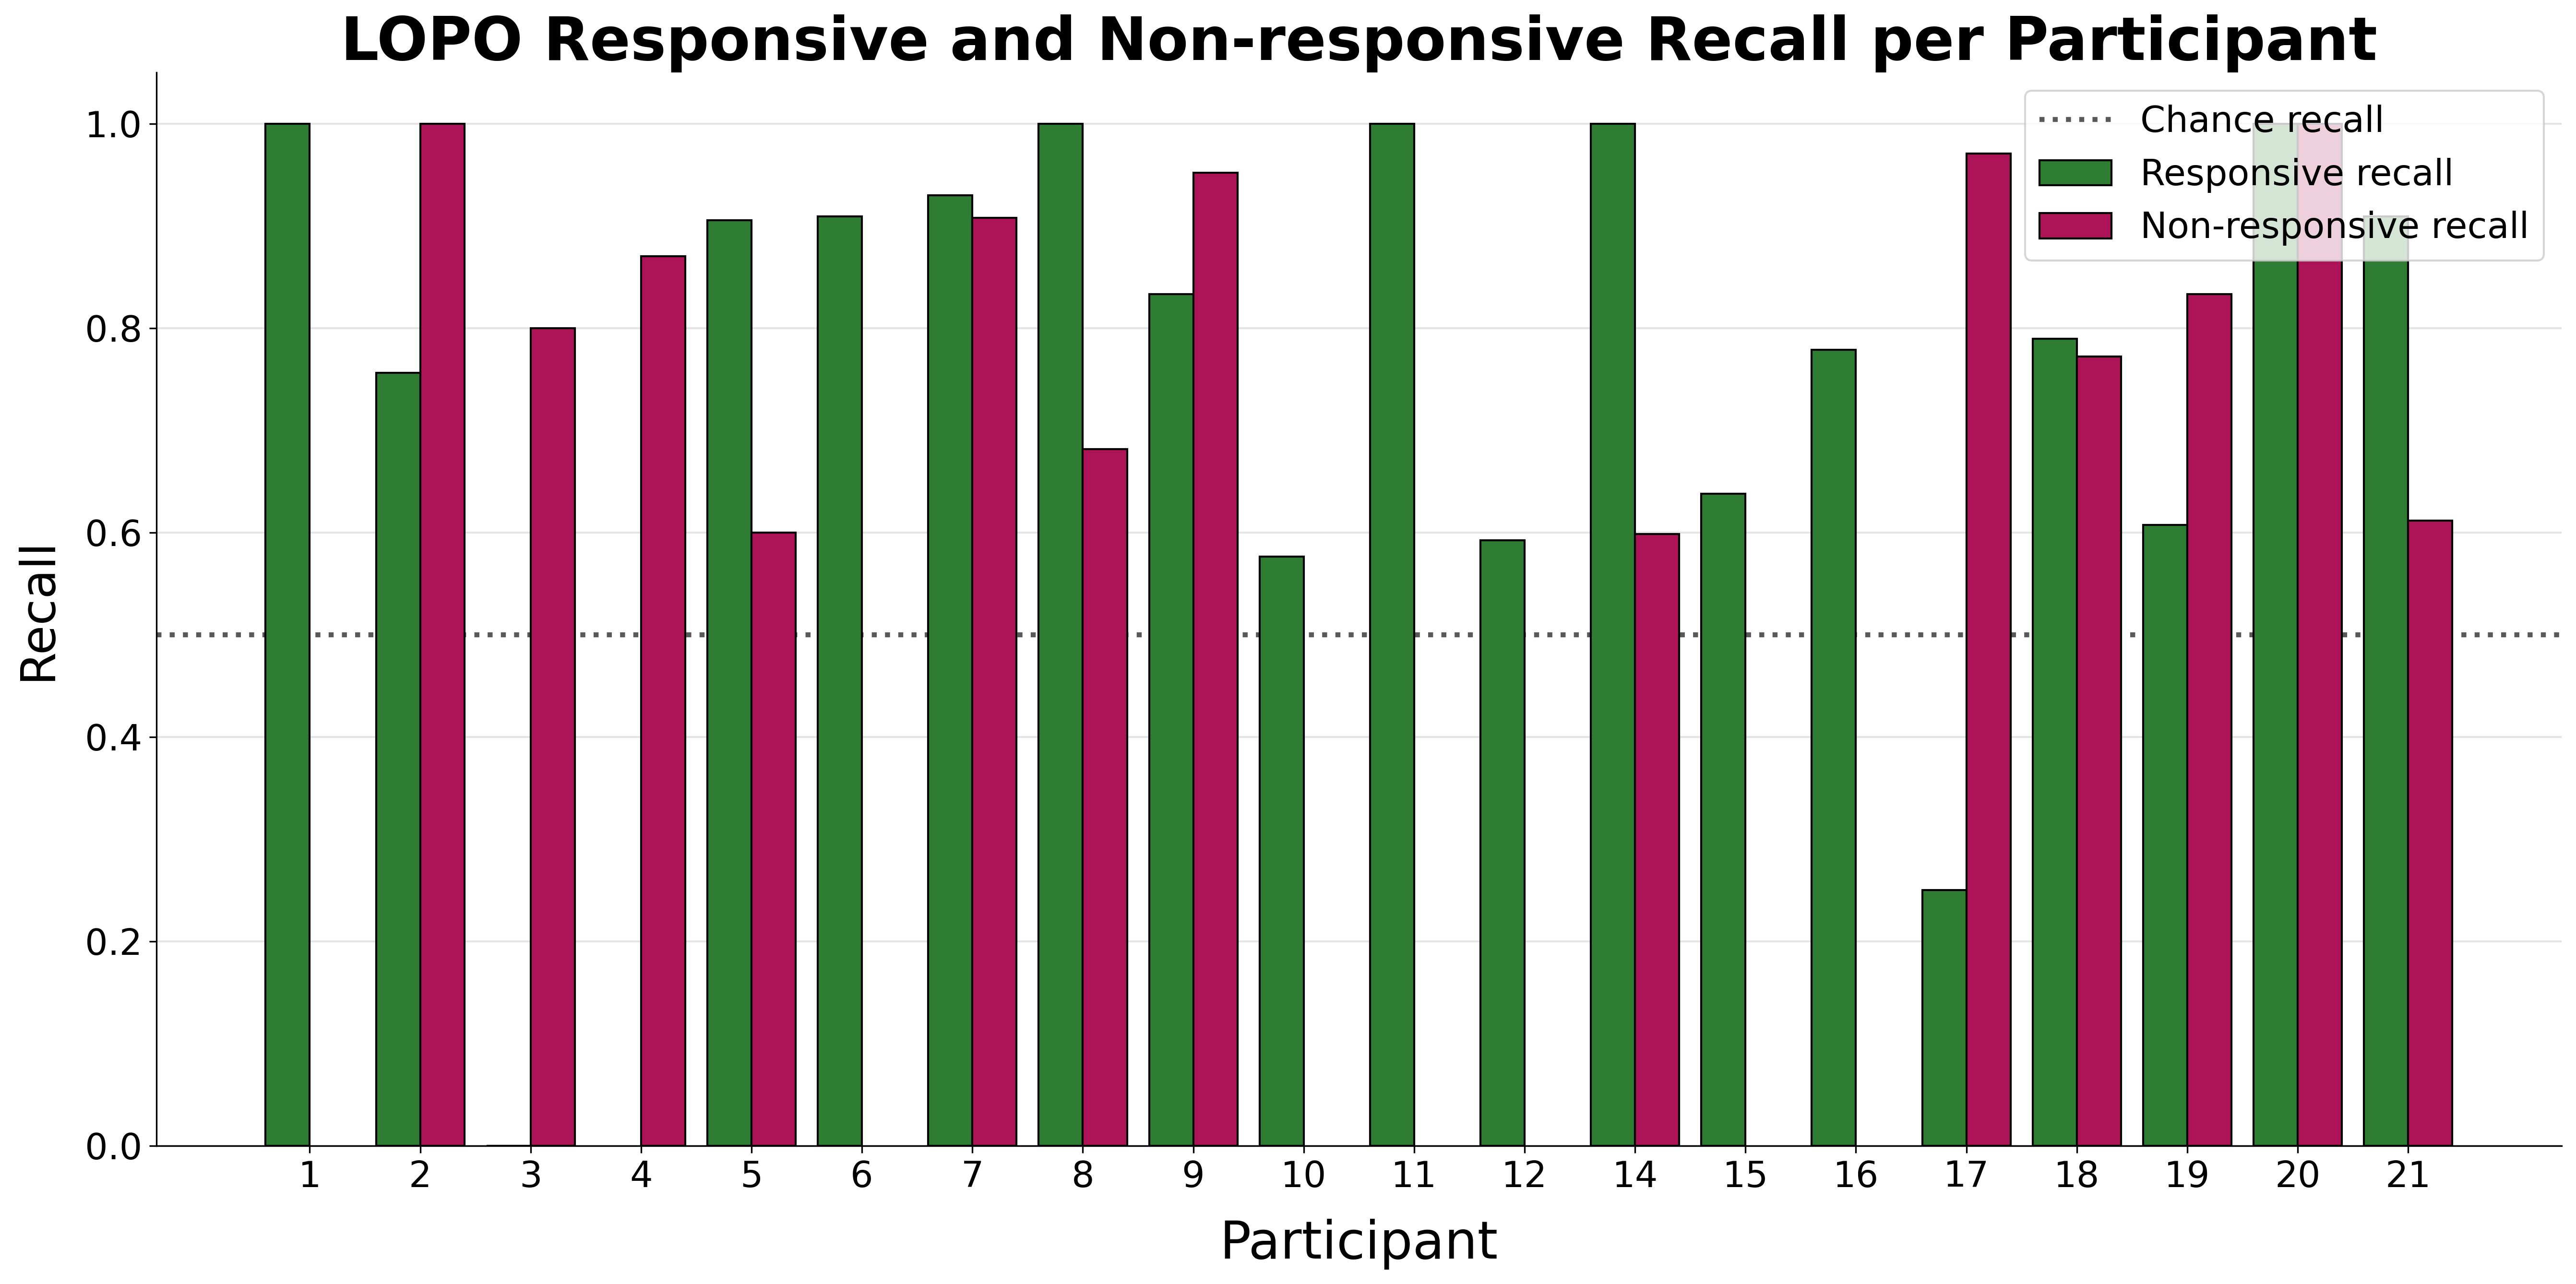 LOPO Responsive and Non-responsive Recall per Participant
Chance recall
Responsive recall
Non-responsive recall
1.0
0.8
0.6
0.4
0.2
0.0
Recall
1 2 3 4 5 6 7 8 9 10 11 12 14 15 16 17 18 19 20 21
Participant